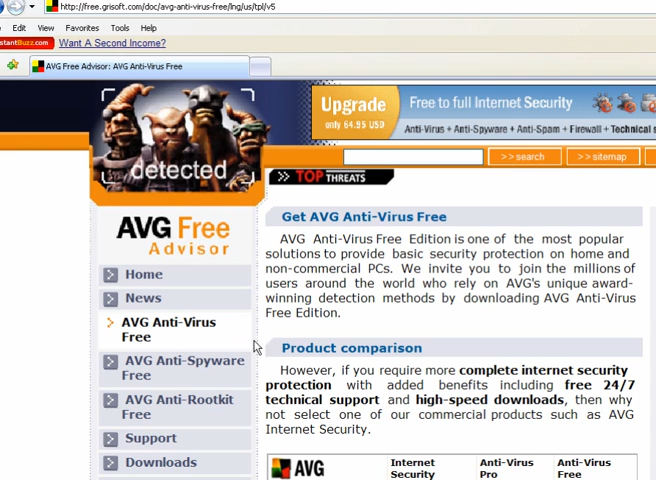 http://free.grisoft.com/doc/avg-anti-virus-free/lng/us/tpl/v5
Edit View Favorites Tools Help
stantBuzz.com Want A Second Income?
AVG Free Advisor: AVG Anti-Virus Free
detected
Upgrade
only 64.95 USD
Free to full Internet Security
Anti-Virus + Anti-Spyware + Anti-Spam + Firewall + Technical s
>>search
>>sitemap
TOP THREATS
AVG Free
Advisor
Home
News
AVG Anti-Virus
Free
AVG Anti-Spyware
Free
AVG Anti-Rootkit
Free
Support
Downloads
Get AVG Anti-Virus Free
AVG Anti-Virus Free Edition is one of the most popular
solutions to provide basic security protection on home and
non-commercial PCs. We invite you to join the millions of
users around the world who rely on AVG's unique award-
winning detection methods by downloading AVG Anti-Virus
Free Edition.
Product comparison
However, if you require more complete internet security
protection with added benefits including free 24/7
technical support and high-speed downloads, then why
not select one of our commercial products such as AVG
Internet Security.
AVG
Internet
Security
Anti-Virus
Pro
Anti-Virus
Free